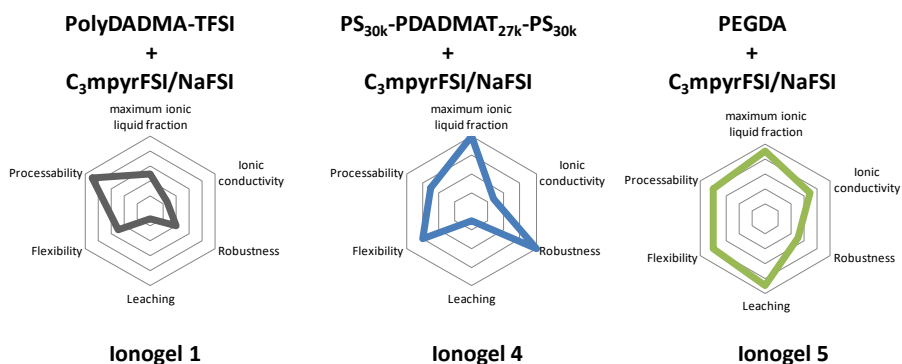 PolyDADMA-TFSI
+
C₃mpyrFSI/NaFSI
maximum ionic
liquid fraction
Ionic
conductivity
Robustness
Leaching
Flexibility
Processability
Ionogel 1
PS₃₀ₖ-PDADMAT₂₇ₖ-PS₃₀ₖ
+
C₃mpyrFSI/NaFSI
maximum ionic
liquid fraction
Ionic
conductivity
Robustness
Leaching
Flexibility
Processability
Ionogel 4
PEGDA
+
C₃mpyrFSI/NaFSI
maximum ionic
liquid fraction
Ionic
conductivity
Robustness
Leaching
Flexibility
Processability
Ionogel 5